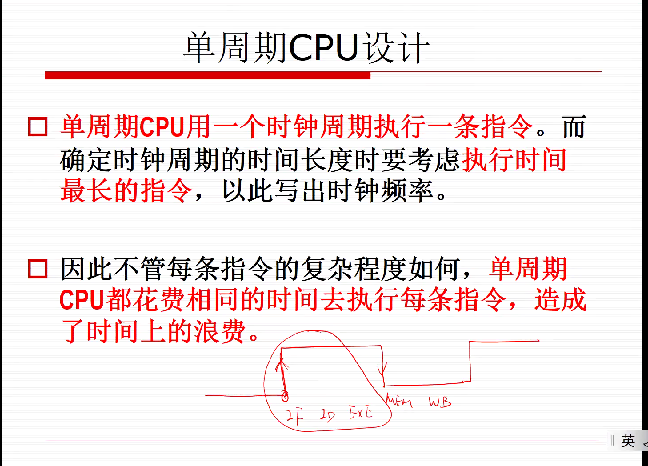 单周期CPU设计
单周期CPU用一个时钟周期执行一条指令。而
确定时钟周期的时间长度时要考虑执行时间
最长的指令，以此写出时钟频率。
因此不管每条指令的复杂程度如何，单周期
CPU都花费相同的时间去执行每条指令，造成
了时间上的浪费。
IF ID EXE MEM WB
英